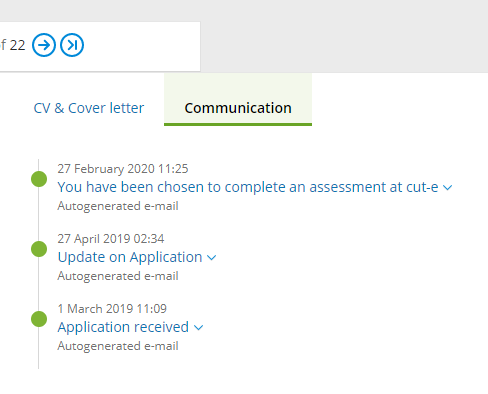 of 22
CV & Cover letter
Communication
27 February 2020 11:25
You have been chosen to complete an assessment at cut-e
Autogenerated e-mail
27 April 2019 02:34
Update on Application
Autogenerated e-mail
1 March 2019 11:09
Application received
Autogenerated e-mail